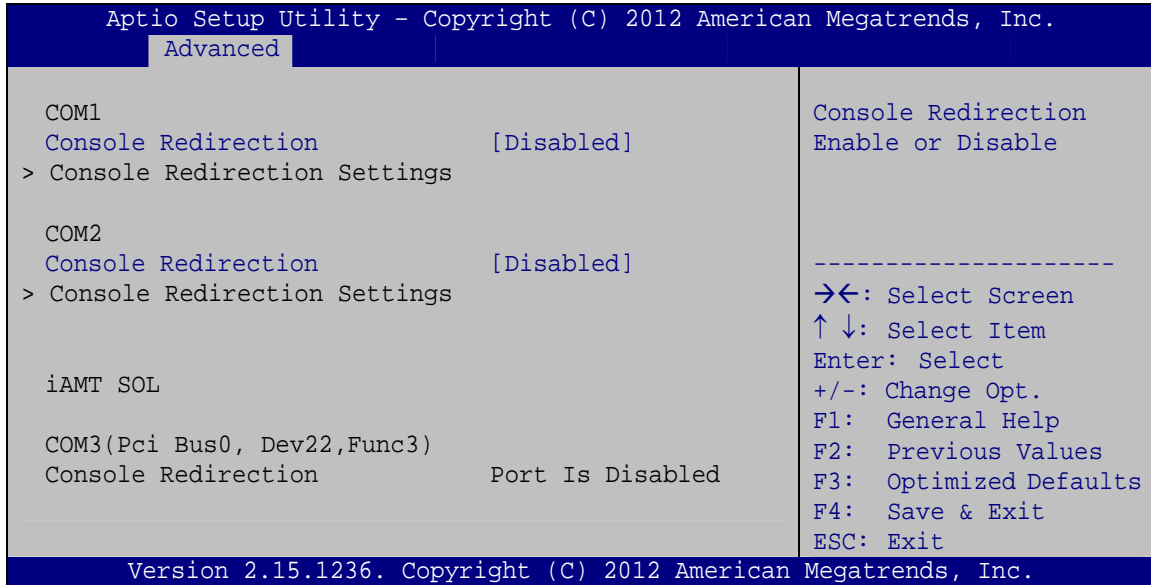 Aptio Setup Utility – Copyright (C) 2012 American Megatrends, Inc.
Advanced
COM1
Console Redirection [Disabled]
> Console Redirection Settings
COM2
Console Redirection [Disabled]
> Console Redirection Settings
iAMT SOL
COM3(Pci Bus0, Dev22,Func3)
Console Redirection Port Is Disabled
Console Redirection
Enable or Disable
---------------------
→←: Select Screen
↑ ↓: Select Item
Enter: Select
+/-: Change Opt.
F1: General Help
F2: Previous Values
F3: Optimized Defaults
F4: Save & Exit
ESC: Exit
Version 2.15.1236. Copyright (C) 2012 American Megatrends, Inc.